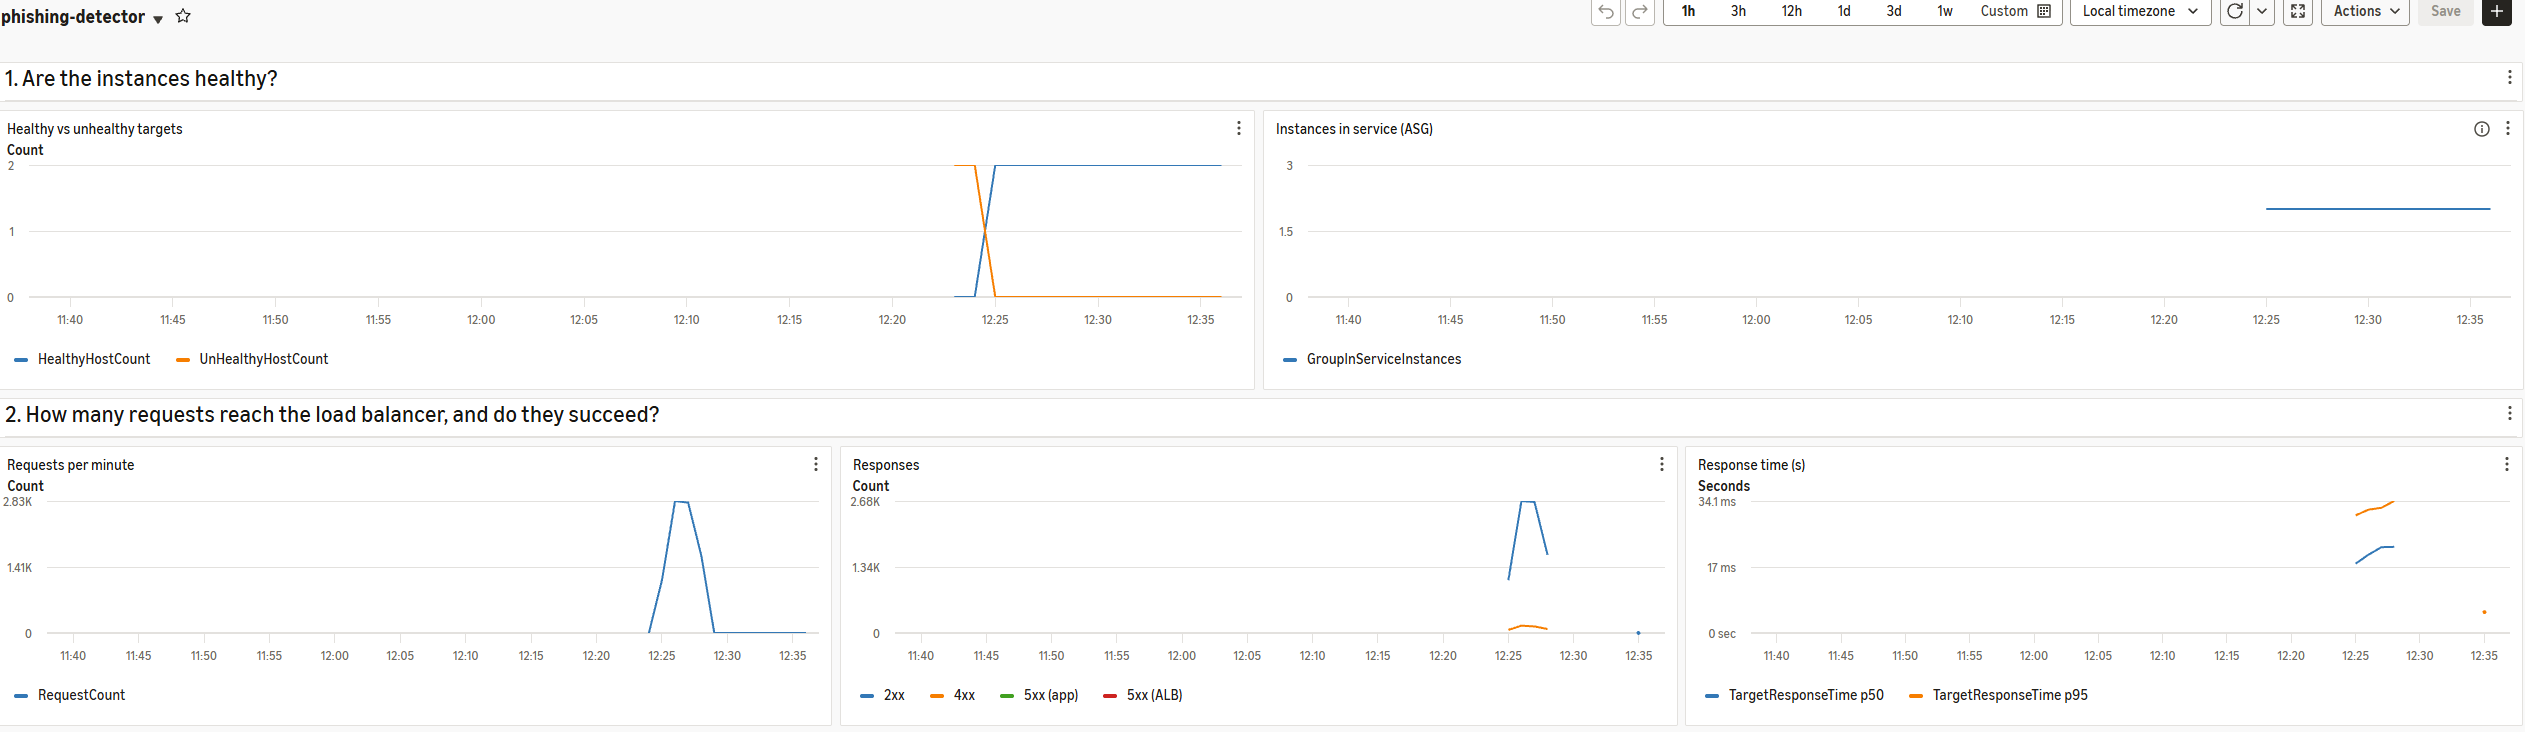 phishing-detector
1h 3h 12h 1d 3d 1w Custom Local timezone Actions Save +
1. Are the instances healthy?
Healthy vs unhealthy targets
Count
2
1
0
11:40 11:45 11:50 11:55 12:00 12:05 12:10 12:15 12:20 12:25 12:30 12:35
HealthyHostCount UnHealthyHostCount
Instances in service (ASG)
3
1.5
0
11:40 11:45 11:50 11:55 12:00 12:05 12:10 12:15 12:20 12:25 12:30 12:35
GroupInServiceInstances
2. How many requests reach the load balancer, and do they succeed?
Requests per minute
Count
2.83K
1.41K
0
11:40 11:45 11:50 11:55 12:00 12:05 12:10 12:15 12:20 12:25 12:30 12:35
RequestCount
Responses
Count
2.68K
1.34K
0
11:40 11:45 11:50 11:55 12:00 12:05 12:10 12:15 12:20 12:25 12:30 12:35
2xx 4xx 5xx (app) 5xx (ALB)
Response time (s)
Seconds
34.1 ms
17 ms
0 sec
11:40 11:45 11:50 11:55 12:00 12:05 12:10 12:15 12:20 12:25 12:30 12:35
TargetResponseTime p50 TargetResponseTime p95